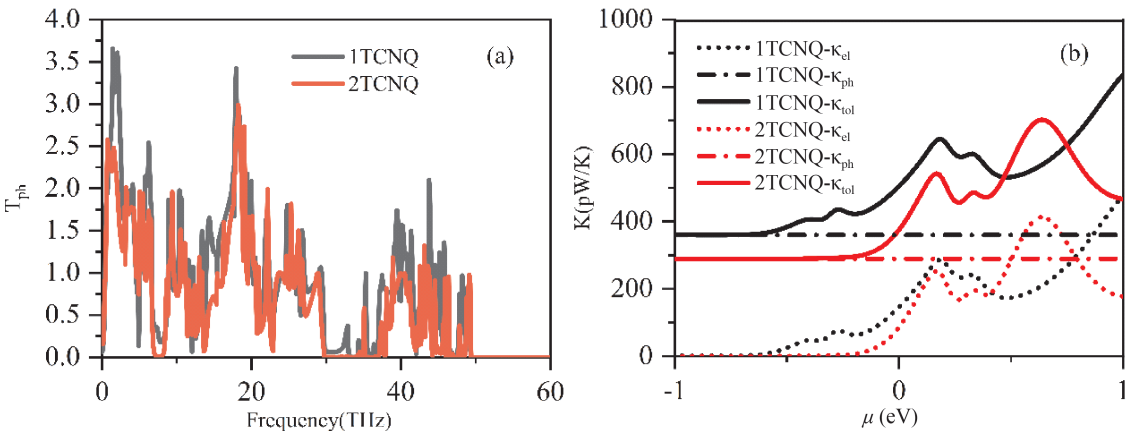 4.0
3.5
3.0
2.5
2.0
1.5
1.0
0.5
0.0
T_ph
0
20
40
60
Frequency(THz)
1TCNQ
2TCNQ
(a)
1000
800
600
400
200
0
K(pW/K)
-1
0
1
μ (eV)
1TCNQ-κ_el
1TCNQ-κ_ph
1TCNQ-κ_tol
2TCNQ-κ_el
2TCNQ-κ_ph
2TCNQ-κ_tol
(b)